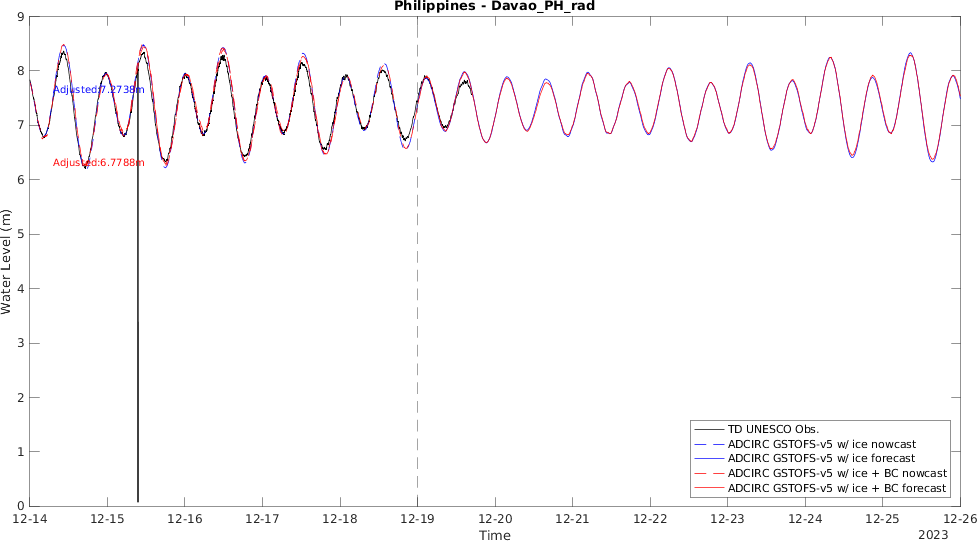 Philippines - Davao_PH_rad
9
8
7
6
5
4
3
2
1
0
Water Level (m)
Adjusted:7.2738m
Adjusted:6.7788m
TD UNESCO Obs.
ADCIRC GSTOFS-v5 w/ ice nowcast
ADCIRC GSTOFS-v5 w/ ice forecast
ADCIRC GSTOFS-v5 w/ ice + BC nowcast
ADCIRC GSTOFS-v5 w/ ice + BC forecast
12-14 12-15 12-16 12-17 12-18 12-19 12-20 12-21 12-22 12-23 12-24 12-25 12-26
Time
2023